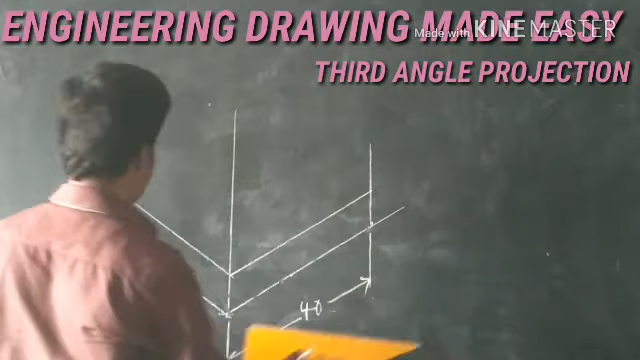 ENGINEERING DRAWING MADE EASY
Made with KINEMASTER
THIRD ANGLE PROJECTION
40